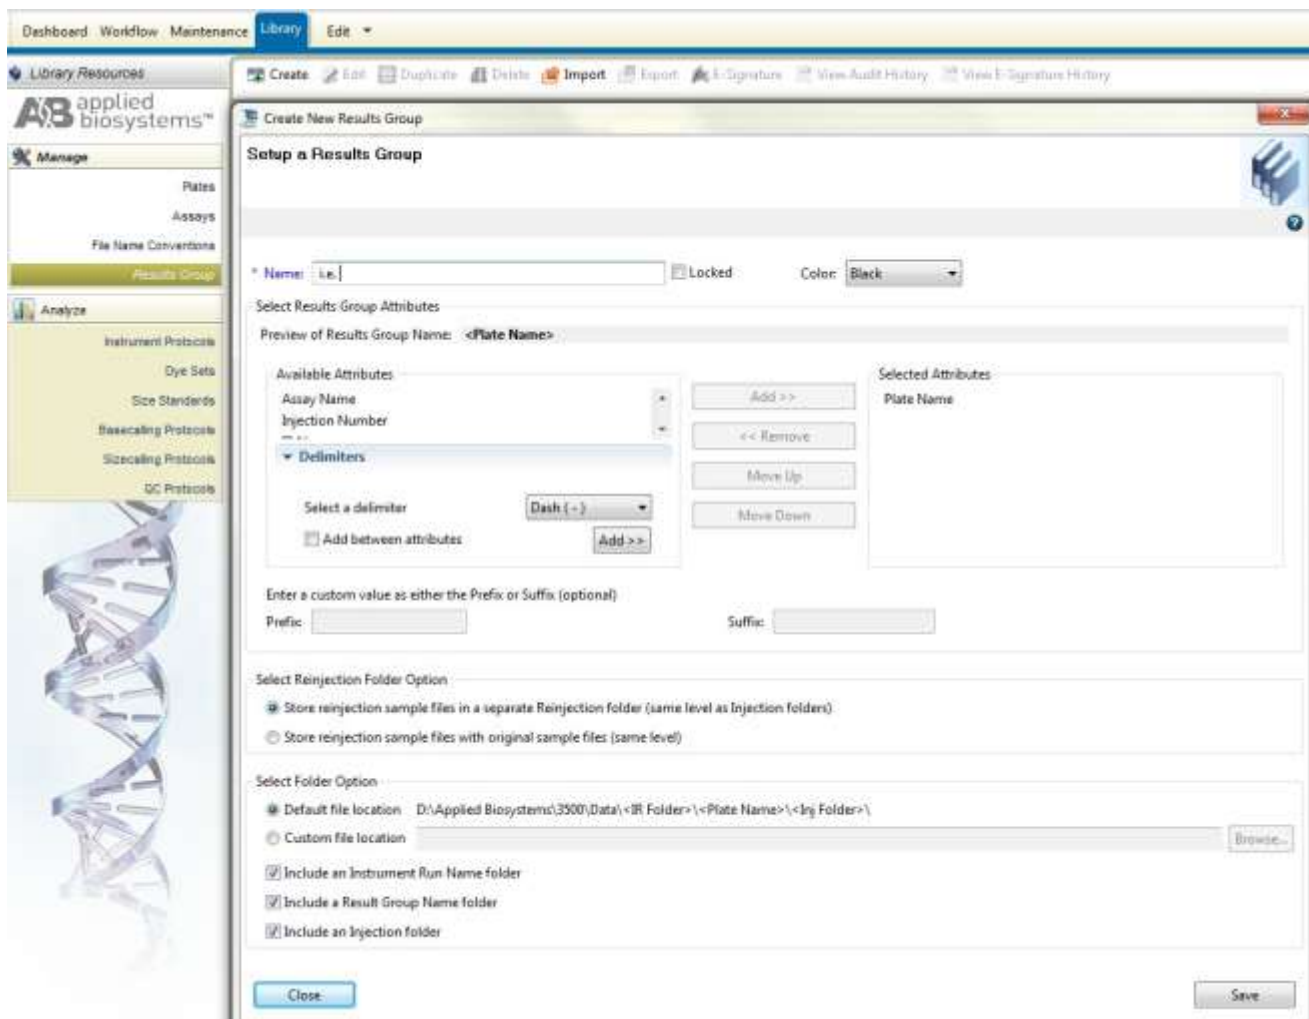 Dashboard Workflow Maintenance Library Edit
Library Resources
Create Edit Duplicate Delete Import Export E-Signature View Audit History View E-Signature History
AB applied biosystems™
Create New Results Group
Manage
Setup a Results Group
Plates
Assays
File Name Conventions
Results Group
* Name: i.e. Locked Color: Black
Analyze
Instrument Protocols
Dye Sets
Size Standards
Basecalling Protocols
Sizecalling Protocols
QC Protocols
Select Results Group Attributes
Preview of Results Group Name: <Plate Name>
Available Attributes
Assay Name
Injection Number
Delimiters
Select a delimiter Dash ( - )
Add between attributes Add >>
Add >>
<< Remove
Move Up
Move Down
Selected Attributes
Plate Name
Enter a custom value as either the Prefix or Suffix (optional)
Prefix: Suffix:
Select Reinjection Folder Option
Store reinjection sample files in a separate Reinjection folder (same level as Injection folders)
Store reinjection sample files with original sample files (same level)
Select Folder Option
Default file location D:\Applied Biosystems\3500\Data\<IR Folder>\<Plate Name>\<Inj Folder>\
Custom file location Browse...
Include an Instrument Run Name folder
Include a Result Group Name folder
Include an Injection folder
Close Save